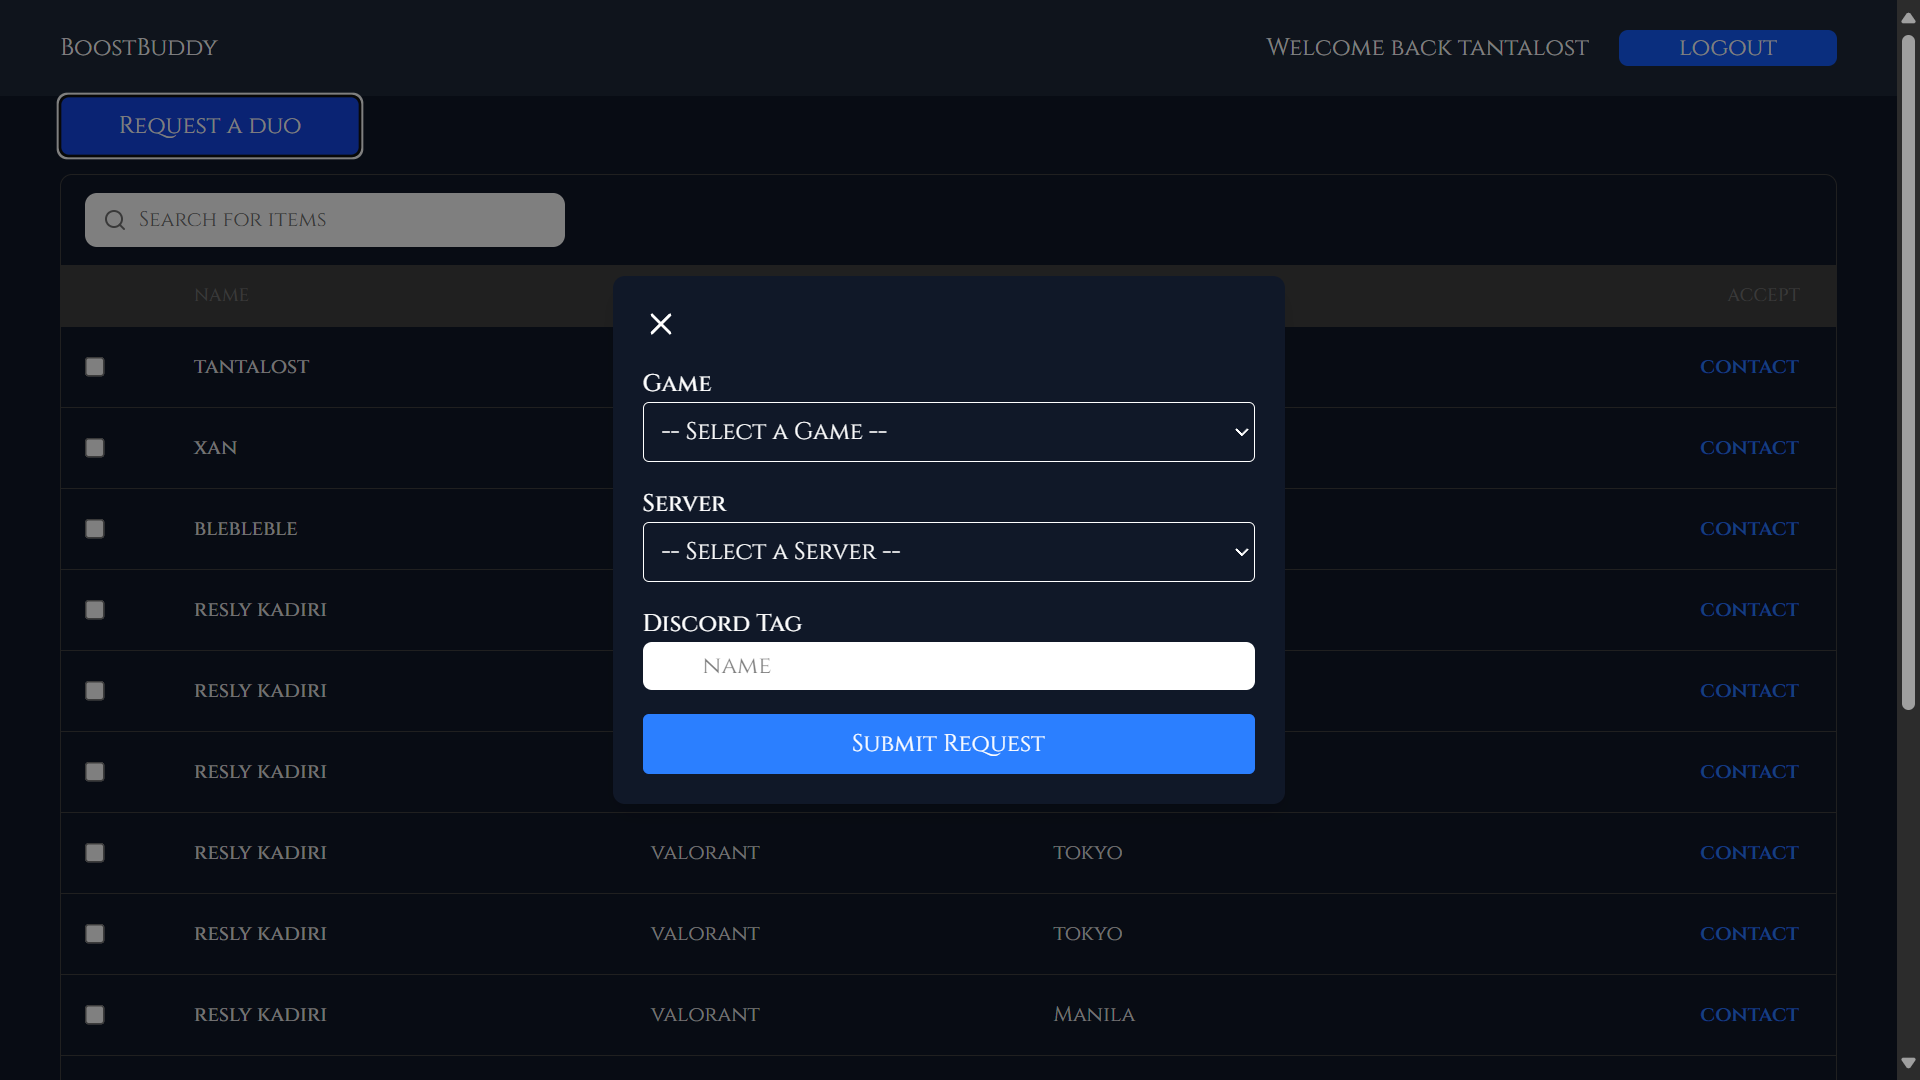 BoostBuddy
Welcome back tantalost
LOGOUT
Request a duo
Search for items
NAME
ACCEPT
TANTALOST
CONTACT
XAN
CONTACT
BLEBLEBLE
CONTACT
RESLY KADIRI
CONTACT
RESLY KADIRI
CONTACT
RESLY KADIRI
CONTACT
RESLY KADIRI VALORANT TOKYO CONTACT
RESLY KADIRI VALORANT TOKYO CONTACT
RESLY KADIRI VALORANT Manila CONTACT
Game
-- Select a Game --
Server
-- Select a Server --
Discord Tag
NAME
Submit Request